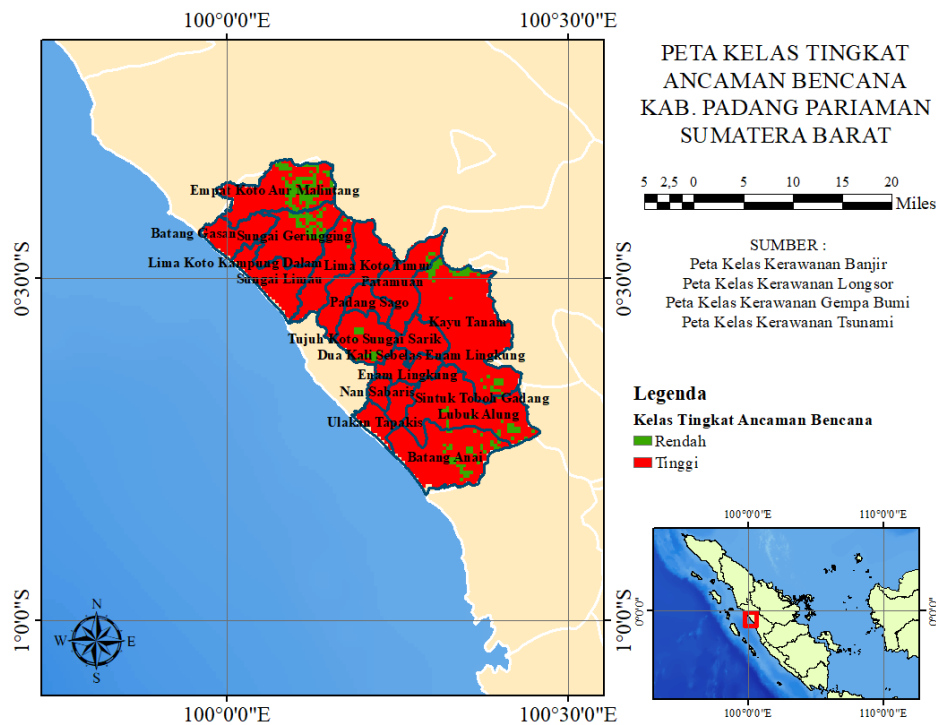 100°0'0"E
100°30'0"E
PETA KELAS TINGKAT
ANCAMAN BENCANA
KAB. PADANG PARIAMAN
SUMATERA BARAT
5 2,5 0 5 10 15 20
Miles
SUMBER :
Peta Kelas Kerawanan Banjir
Peta Kelas Kerawanan Longsor
Peta Kelas Kerawanan Gempa Bumi
Peta Kelas Kerawanan Tsunami
Empat Koto Aur Malintang
Batang Gasan
Sungai Geringging
Lima Koto Kampung Dalam
Lima Koto Timur
Sungai Limau
Patamuan
Padang Sago
Kayu Tanam
Tujuh Koto Sungai Sarik
Dua Kali Sebelas Enam Lingkung
Enam Lingkung
Nan Sabaris
Sintuk Toboh Gadang
Lubuk Alung
Ulakan Tapakis
Batang Anai
0°30'0"S
0°30'0"S
1°0'0"S
1°0'0"S
N
W E
S
100°0'0"E
100°30'0"E
Legenda
Kelas Tingkat Ancaman Bencana
Rendah
Tinggi
100°0'0"E
110°0'0"E
0°0'0"
0°0'0"
100°0'0"E
110°0'0"E